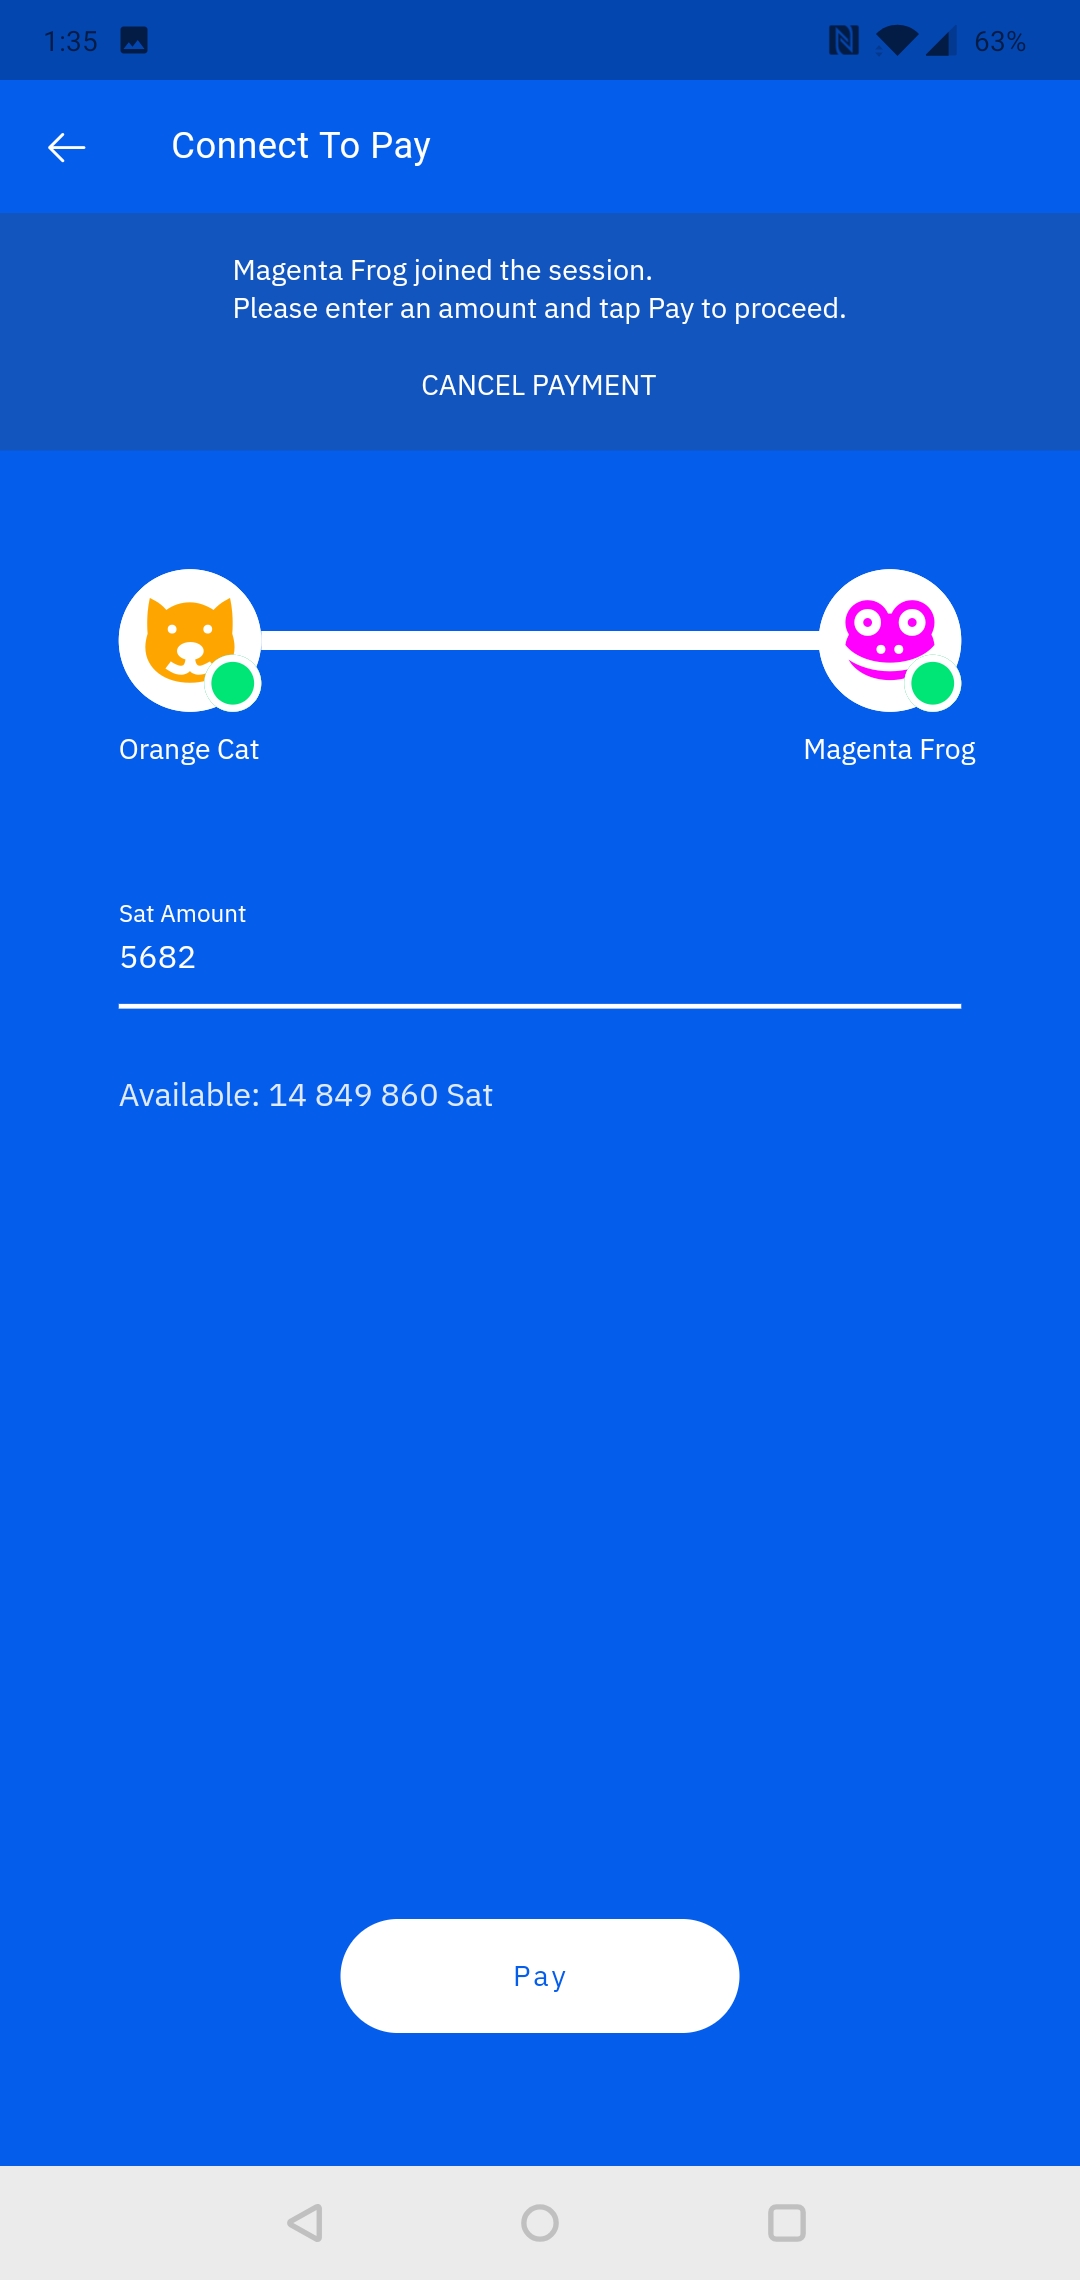 1:35
63%
Connect To Pay
Magenta Frog joined the session.
Please enter an amount and tap Pay to proceed.
CANCEL PAYMENT
Orange Cat
Magenta Frog
Sat Amount
5682
Available: 14 849 860 Sat
Pay